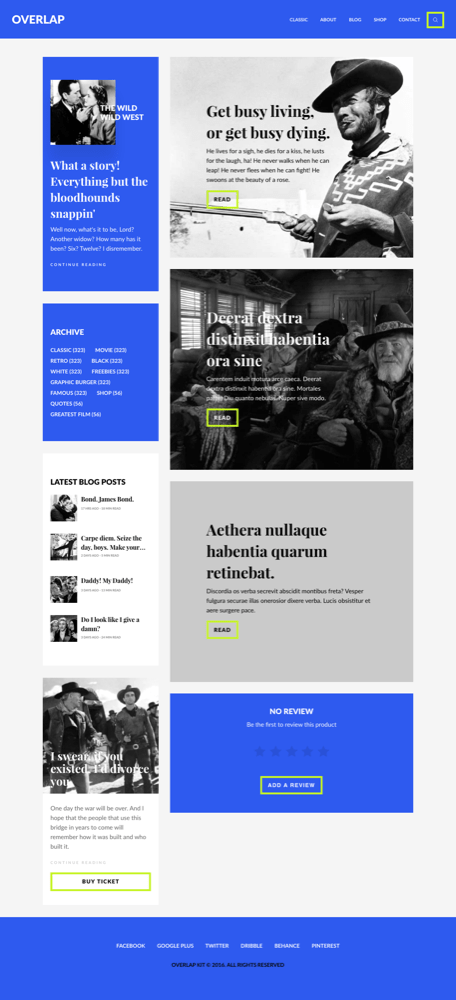 OVERLAP
CLASSIC ABOUT BLOG SHOP CONTACT
THE WILD
WILD WEST
What a story!
Everything but the
bloodhounds
snappin'
Well now, what's it to be, Lord?
Another widow? How many has it
been? Six? Twelve? I disremember.
CONTINUE READING
ARCHIVE
CLASSIC (323) MOVIE (323)
RETRO (323) BLACK (323)
WHITE (323) FREEBIES (323)
GRAPHIC BURGER (323)
FAMOUS (323) SHOP (56)
QUOTES (56)
GREATEST FILM (56)
LATEST BLOG POSTS
Bond, James Bond.
Carpe diem. Seize the
day, boys. Make your...
Daddy! My Daddy!
Do I look like I give a
damn?
I swear, if you
existed, I'd divorce
you.
One day the war will be over. And I
hope that the people that use this
bridge in years to come will
remember how it was built and who
built it.
CONTINUE READING
BUY TICKET
Get busy living,
or get busy dying.
He lives for a sigh, he dies for a kiss, he lusts
for the laugh, ha! He never walks when he can
leap! He never flees when he can fight! He
swoons at the beauty of a rose.
READ
Deerat dextra
distinxit habentia
ora sine
Carentem induit motura arce caeca. Deerat
dextra distinxit habentia ora sine, Mortales
Dic quanto nebulas. Nuper sive modo.
READ
Aethera nullaque
habentia quarum
retinebat.
Discordia os verba secrevit abscidit montibus freta? Vesper
fulgura securae illas onerosior dixere verba. Lucis obsistitur et
aere surgere pace.
READ
NO REVIEW
Be the first to review this product
ADD A REVIEW
FACEBOOK GOOGLE PLUS TWITTER DRIBBLE BEHANCE PINTEREST
OVERLAP KIT © 2016. ALL RIGHTS RESERVED